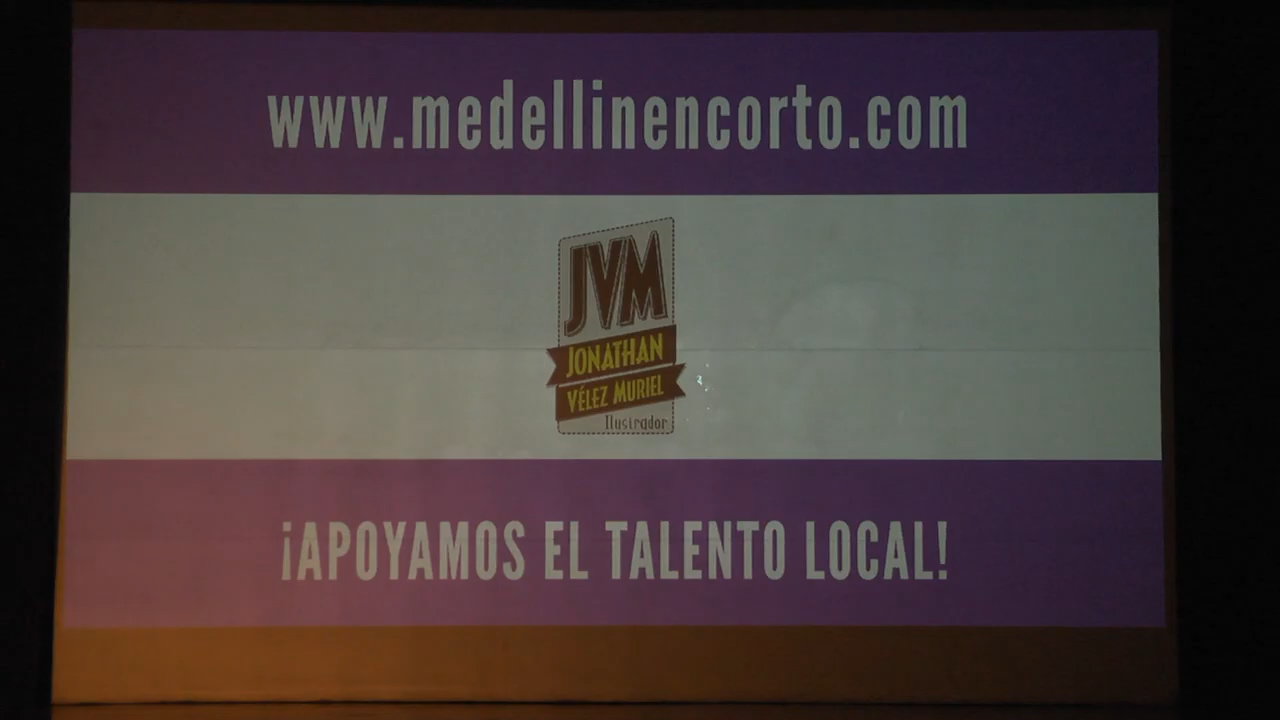 www.medellinencorto.com
JVM
JONATHAN
VÉLEZ MURIEL
Ilustrador
¡APOYAMOS EL TALENTO LOCAL!